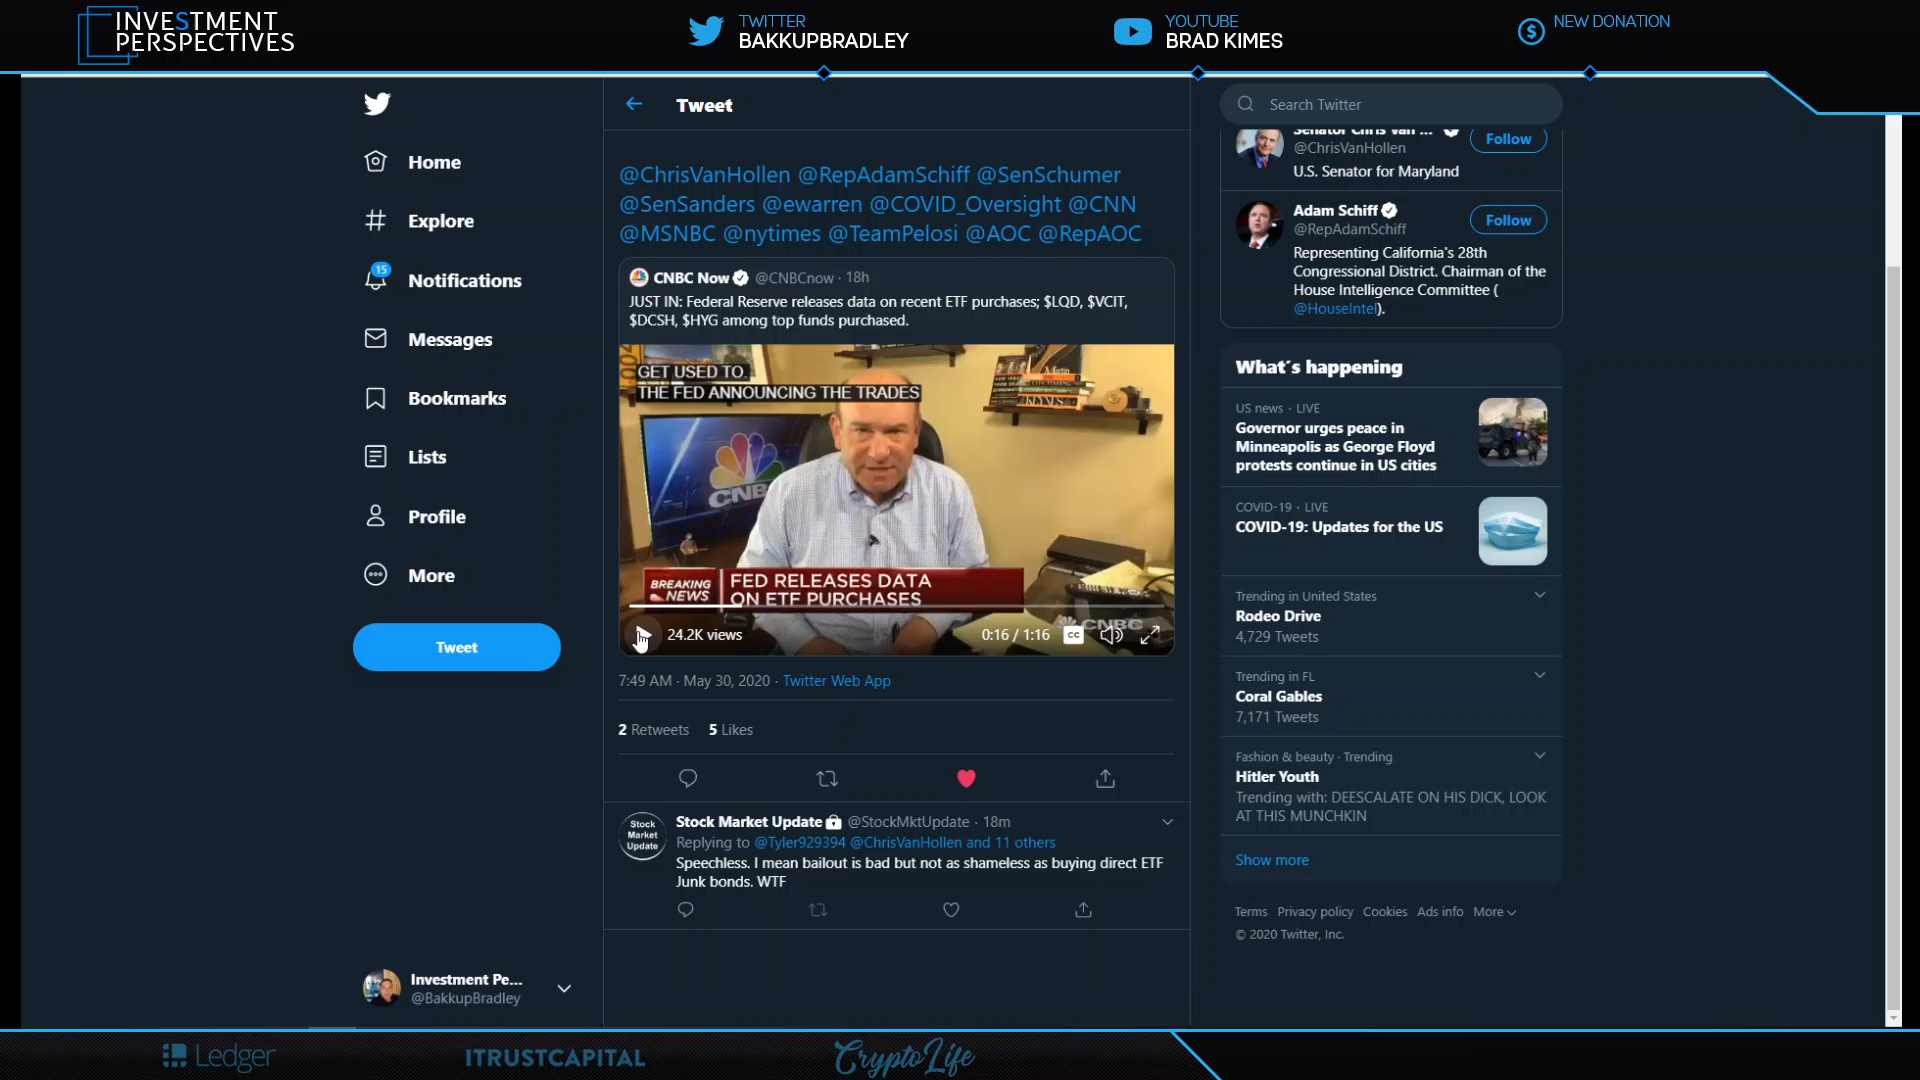 INVESTMENT
PERSPECTIVES
TWITTER
BAKKUPBRADLEY
YOUTUBE
BRAD KIMES
NEW DONATION
Home
Explore
15
Notifications
Messages
Bookmarks
Lists
Profile
More
Tweet
Investment Pe...
@BakkupBradley
Tweet
@ChrisVanHollen @RepAdamSchiff @SenSchumer
@SenSanders @ewarren @COVID_Oversight @CNN
@MSNBC @nytimes @TeamPelosi @AOC @RepAOC
CNBC Now @CNBCnow · 18h
JUST IN: Federal Reserve releases data on recent ETF purchases; $LQD, $VCIT,
$DCSH, $HYG among top funds purchased.
GET USED TO.
THE FED ANNOUNCING THE TRADES
CNBC
BREAKING
NEWS
FED RELEASES DATA
ON ETF PURCHASES
CNBC
24.2K views
0:16 / 1:16
CC
7:49 AM · May 30, 2020 · Twitter Web App
2 Retweets 5 Likes
Stock
Market
Update
Stock Market Update @StockMktUpdate · 18m
Replying to @Tyler929394 @ChrisVanHollen and 11 others
Speechless. I mean bailout is bad but not as shameless as buying direct ETF
Junk bonds. WTF
Search Twitter
Senator Chris Van ...
@ChrisVanHollen
Follow
U.S. Senator for Maryland
Adam Schiff
@RepAdamSchiff
Follow
Representing California's 28th
Congressional District. Chairman of the
House Intelligence Committee (
@HouseIntel).
What's happening
US news · LIVE
Governor urges peace in
Minneapolis as George Floyd
protests continue in US cities
COVID-19 · LIVE
COVID-19: Updates for the US
Trending in United States
Rodeo Drive
4,729 Tweets
Trending in FL
Coral Gables
7,171 Tweets
Fashion & beauty · Trending
Hitler Youth
Trending with: DEESCALATE ON HIS DICK, LOOK
AT THIS MUNCHKIN
Show more
Terms Privacy policy Cookies Ads info More
© 2020 Twitter, Inc.
Ledger
ITRUSTCAPITAL
CryptoLife